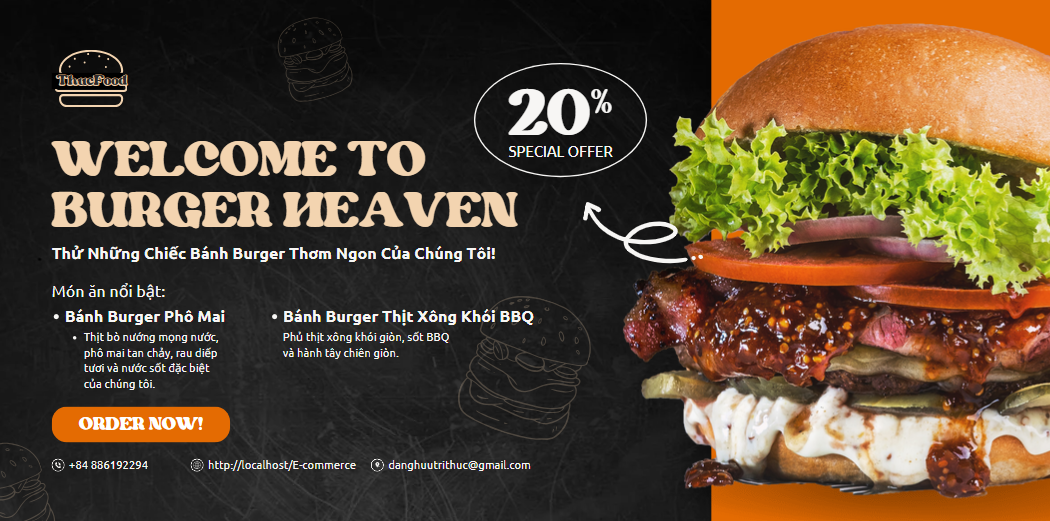 ThucFood
20%
SPECIAL OFFER
WELCOME TO
BURGER HEAVEN
Thử Những Chiếc Bánh Burger Thơm Ngon Của Chúng Tôi!
Món ăn nổi bật:
• Bánh Burger Phô Mai
• Thịt bò nướng mọng nước,
phô mai tan chảy, rau diếp
tươi và nước sốt đặc biệt
của chúng tôi.
• Bánh Burger Thịt Xông Khói BBQ
Phủ thịt xông khói giòn, sốt BBQ
và hành tây chiên giòn.
ORDER NOW!
+84 886192294
http://localhost/E-commerce
danghuutrithuc@gmail.com